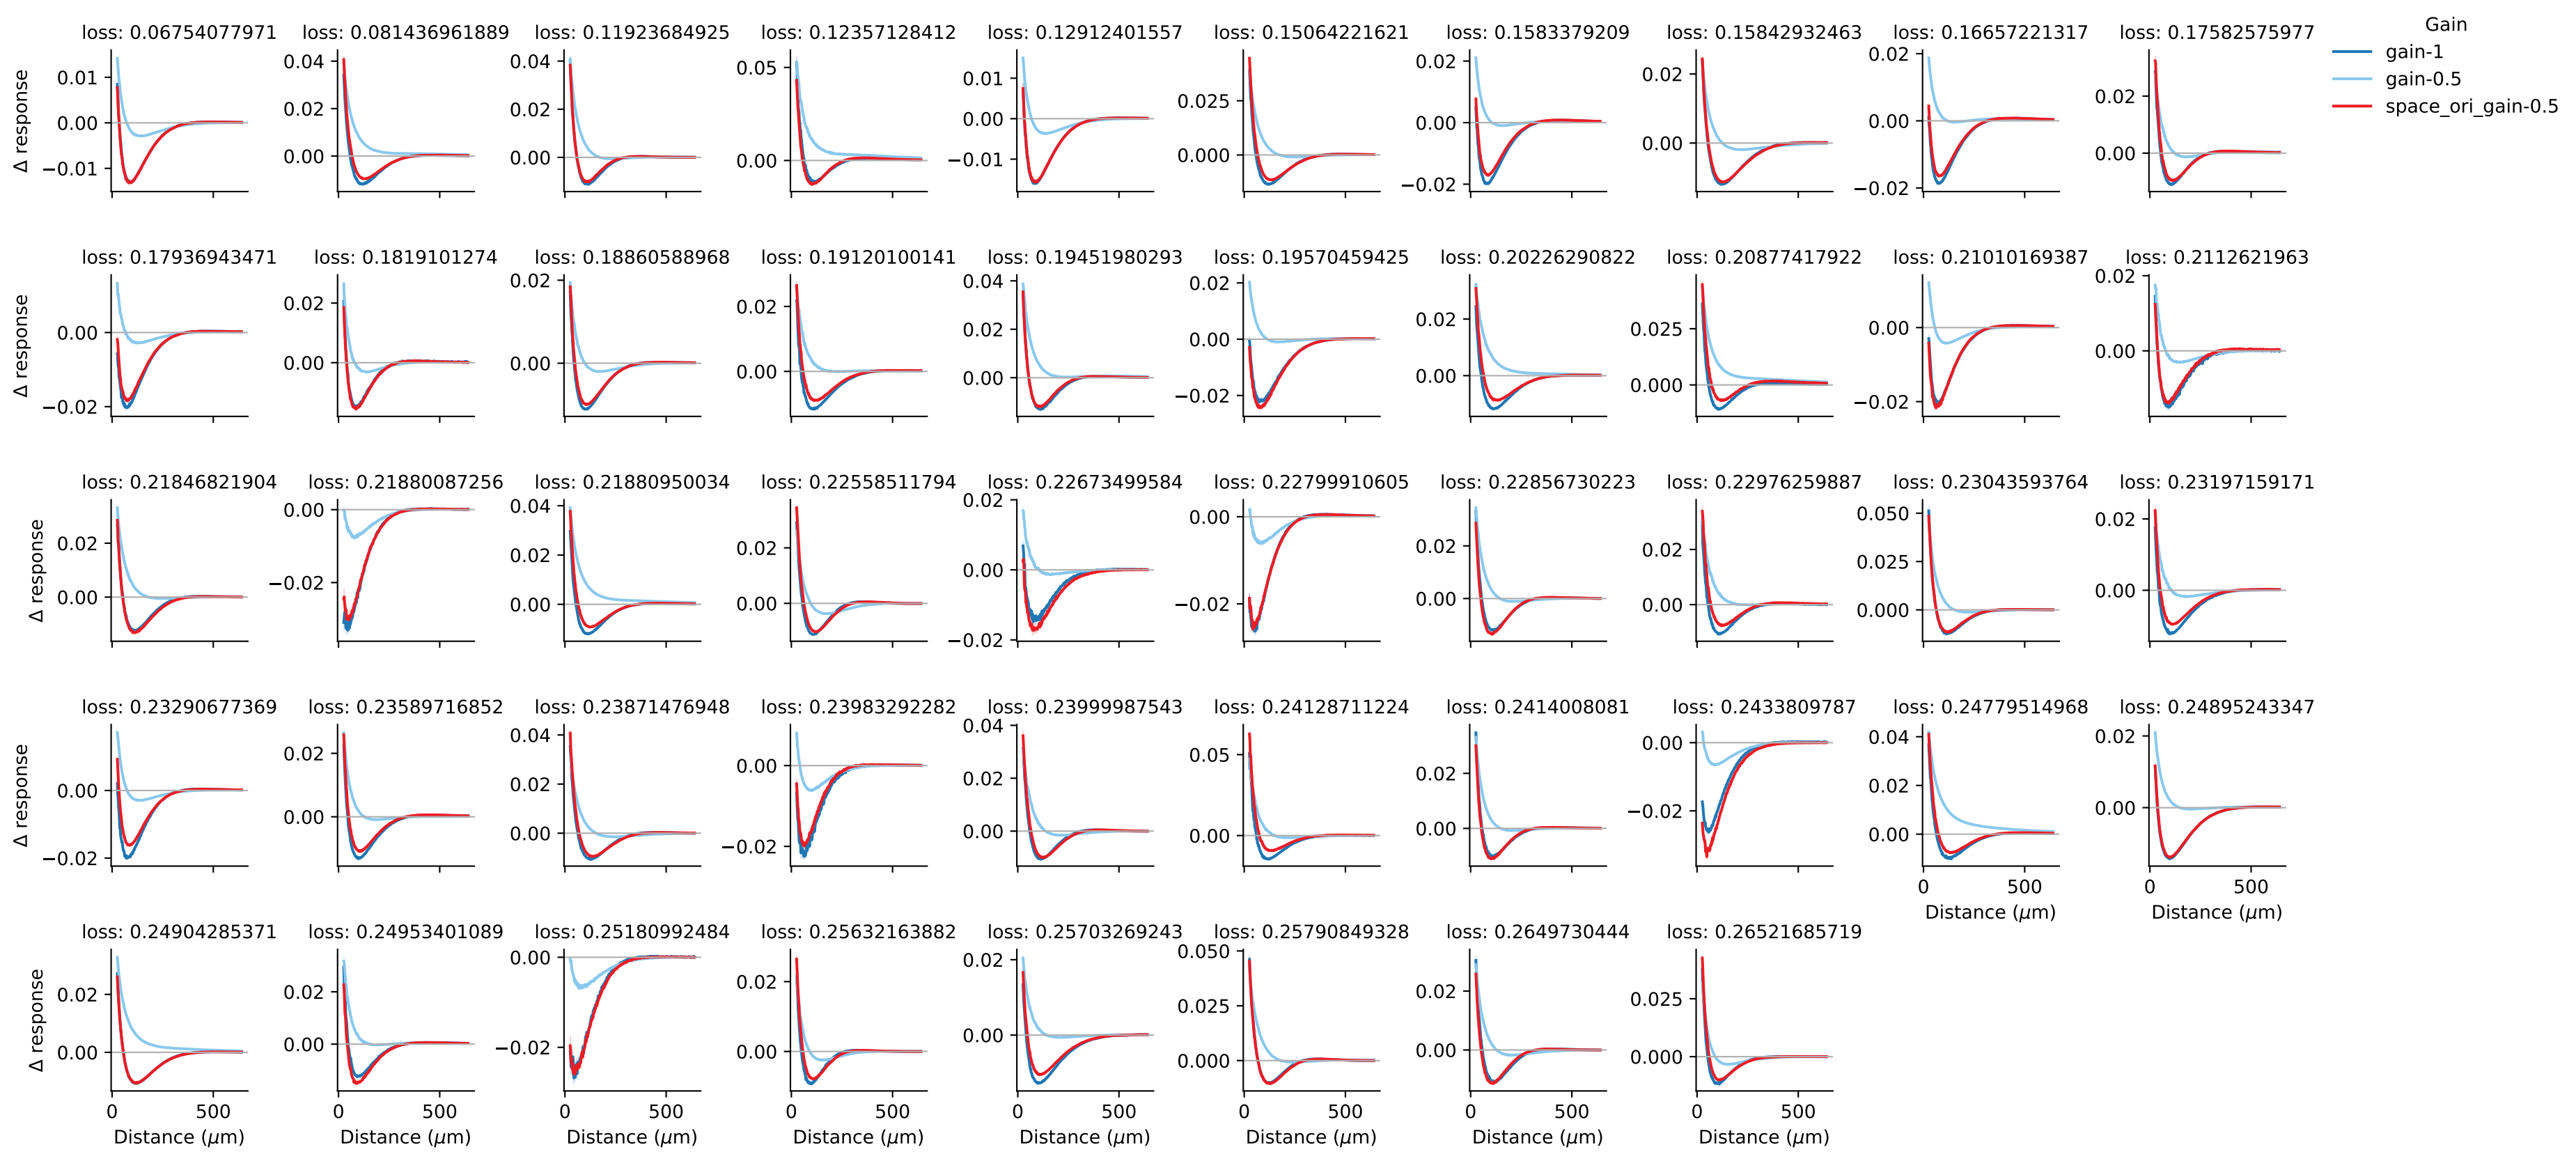 loss: 0.06754077971
loss: 0.081436961889
loss: 0.11923684925
loss: 0.12357128412
loss: 0.12912401557
loss: 0.15064221621
loss: 0.1583379209
loss: 0.15842932463
loss: 0.16657221317
loss: 0.17582575977
Gain
gain-1
gain-0.5
space_ori_gain-0.5
Δ response
0.01
0.00
−0.01
0.04
0.02
0.00
0.04
0.02
0.00
0.05
0.00
0.01
0.00
−0.01
0.025
0.000
0.02
0.00
−0.02
0.02
0.00
0.02
0.00
−0.02
0.02
0.00
loss: 0.17936943471
loss: 0.1819101274
loss: 0.18860588968
loss: 0.19120100141
loss: 0.19451980293
loss: 0.19570459425
loss: 0.20226290822
loss: 0.20877417922
loss: 0.21010169387
loss: 0.2112621963
Δ response
0.00
−0.02
0.02
0.00
0.02
0.00
0.02
0.00
0.04
0.02
0.00
0.02
0.00
−0.02
0.02
0.00
0.025
0.000
0.00
−0.02
0.02
0.00
loss: 0.21846821904
loss: 0.21880087256
loss: 0.21880950034
loss: 0.22558511794
loss: 0.22673499584
loss: 0.22799910605
loss: 0.22856730223
loss: 0.22976259887
loss: 0.23043593764
loss: 0.23197159171
Δ response
0.02
0.00
0.00
−0.02
0.04
0.02
0.00
0.02
0.00
0.02
0.00
−0.02
0.00
−0.02
0.02
0.00
0.02
0.00
0.050
0.025
0.000
0.02
0.00
loss: 0.23290677369
loss: 0.23589716852
loss: 0.23871476948
loss: 0.23983292282
loss: 0.23999987543
loss: 0.24128711224
loss: 0.2414008081
loss: 0.2433809787
loss: 0.24779514968
loss: 0.24895243347
Δ response
0.00
−0.02
0.02
0.00
0.04
0.02
0.00
0.00
−0.02
0.04
0.02
0.00
0.05
0.00
0.02
0.00
0.00
−0.02
0.04
0.02
0.00
0.02
0.00
0
500
0
500
Distance (μm)
Distance (μm)
loss: 0.24904285371
loss: 0.24953401089
loss: 0.25180992484
loss: 0.25632163882
loss: 0.25703269243
loss: 0.25790849328
loss: 0.2649730444
loss: 0.26521685719
Δ response
0.02
0.00
0.02
0.00
0.00
−0.02
0.02
0.00
0.02
0.00
0.050
0.025
0.000
0.02
0.00
0.025
0.000
0
500
0
500
0
500
0
500
0
500
0
500
0
500
0
500
Distance (μm)
Distance (μm)
Distance (μm)
Distance (μm)
Distance (μm)
Distance (μm)
Distance (μm)
Distance (μm)